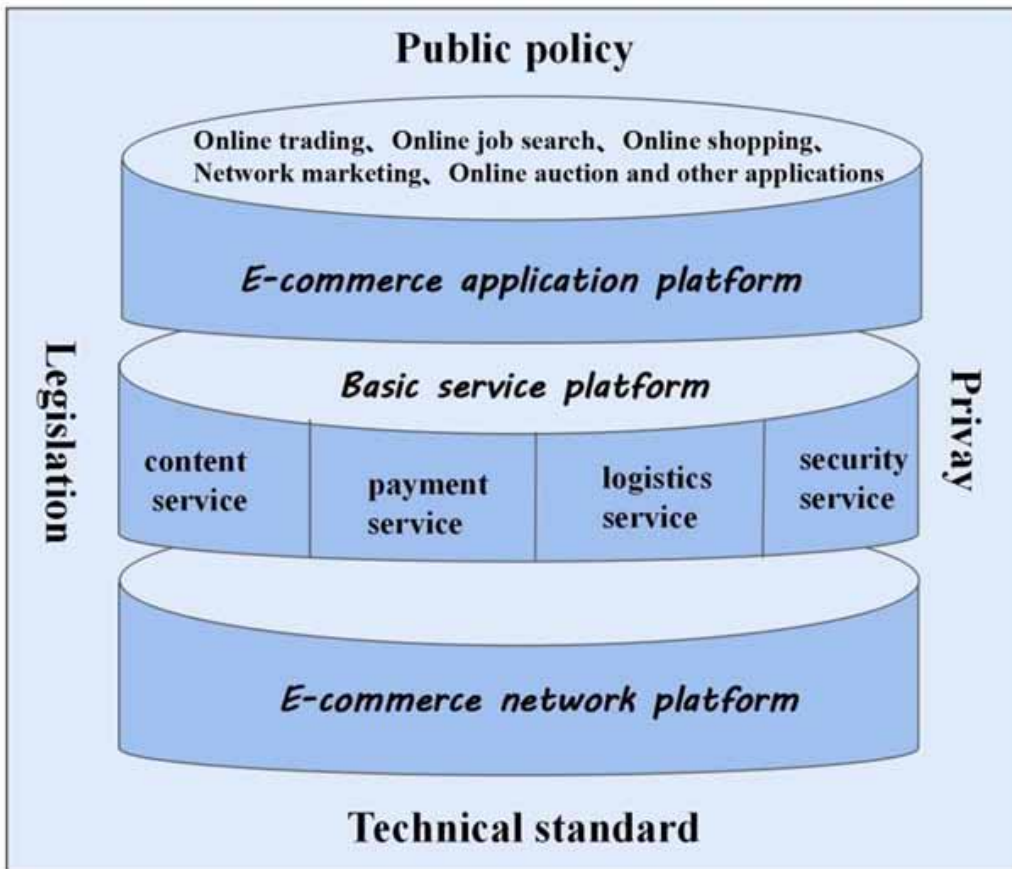 Public policy
Online trading、Online job search、Online shopping、
Network marketing、Online auction and other applications
E-commerce application platform
Legislation
Privay
Basic service platform
content
service
payment
service
logistics
service
security
service
E-commerce network platform
Technical standard